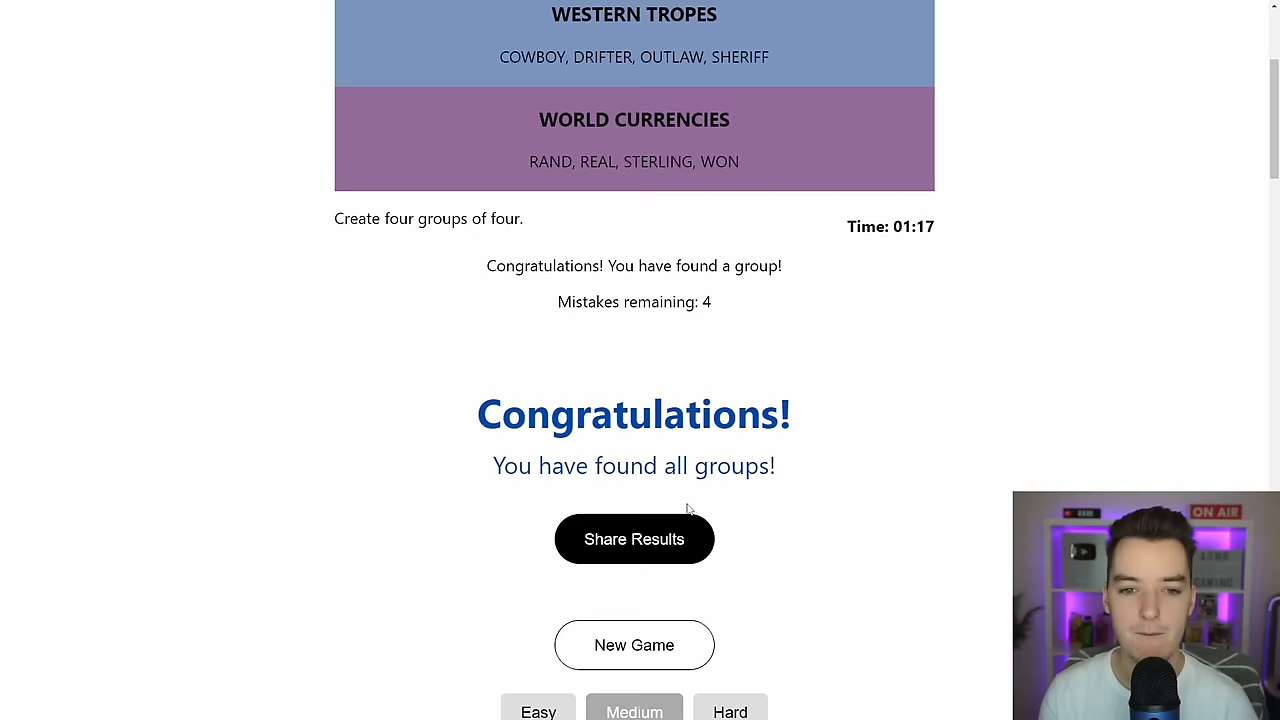 WESTERN TROPES
COWBOY, DRIFTER, OUTLAW, SHERIFF
WORLD CURRENCIES
RAND, REAL, STERLING, WON
Create four groups of four.
Time: 01:17
Congratulations! You have found a group!
Mistakes remaining: 4
Congratulations!
You have found all groups!
Share Results
ON AIR
GAMING
New Game
Easy
Medium
Hard